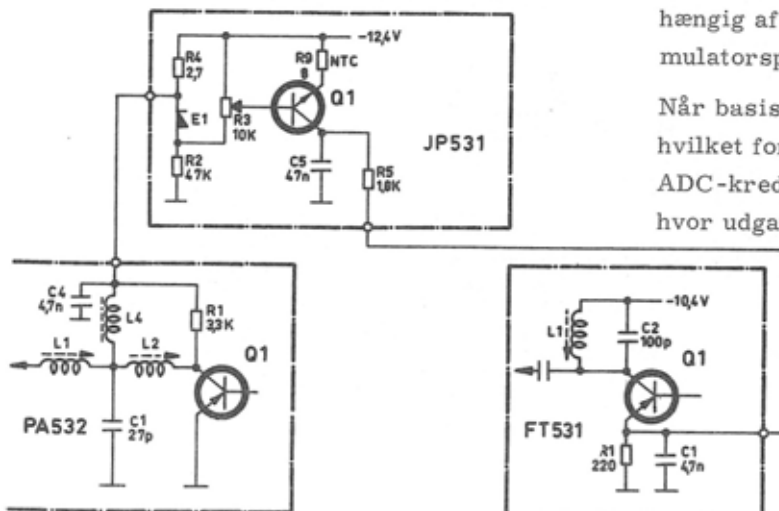 hængig af
mulatorsp
Når basis
hvilket for
ADC-kred
hvor udga
-12,4V
R4
2,7
R9 NTC
8
Q1
E1
R3
10K
JP531
R2
47K
C5
47n
R5
1,8K
C4
4,7n
L4
R1
3,3K
L1
L2
Q1
PA532
C1
27p
-10,4V
L1
C2
100p
Q1
FT531
R1
220
C1
4,7n